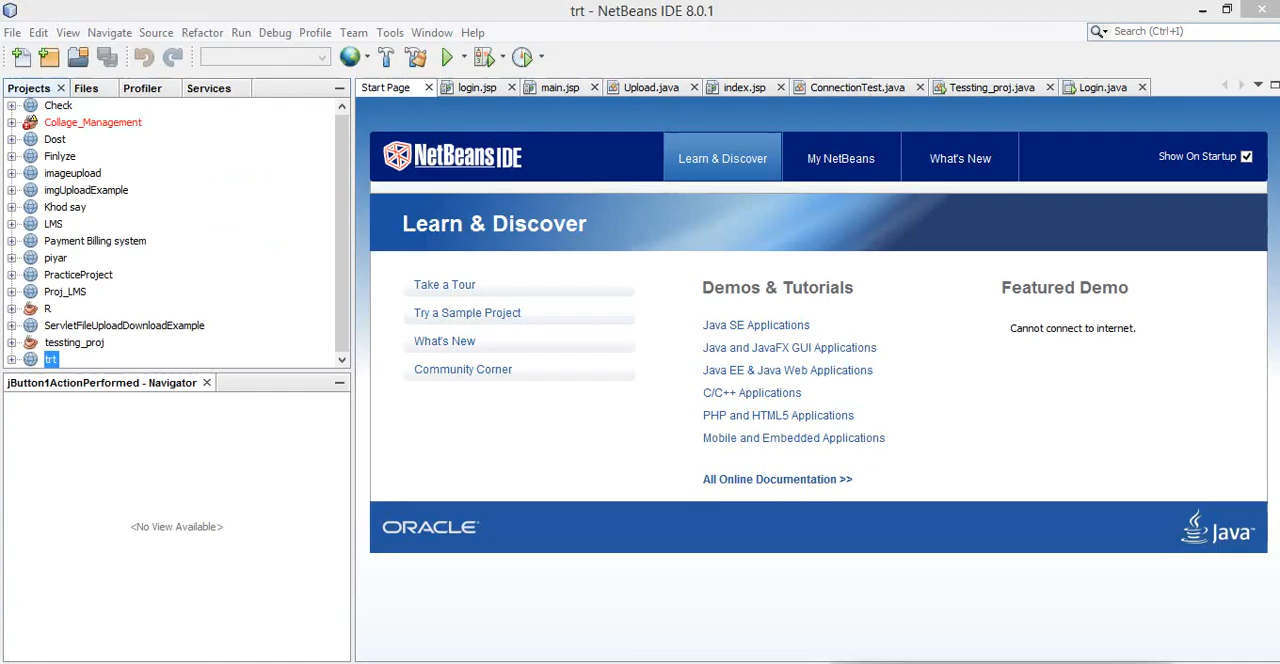 trt - NetBeans IDE 8.0.1
File Edit View Navigate Source Refactor Run Debug Profile Team Tools Window Help
Search (Ctrl+I)
Projects Files Profiler Services
Start Page login.jsp main.jsp Upload.java index.jsp ConnectionTest.java Tessting_proj.java Login.java
Check
Collage_Management
Dost
Finlyze
imageupload
imgUploadExample
Khod say
LMS
Payment Billing system
piyar
PracticeProject
Proj_LMS
R
ServletFileUploadDownloadExample
tessting_proj
trt
jButton1ActionPerformed - Navigator
<No View Available>
NetBeans IDE
Learn & Discover My NetBeans What's New
Show On Startup
Learn & Discover
Take a Tour
Try a Sample Project
What's New
Community Corner
Demos & Tutorials
Java SE Applications
Java and JavaFX GUI Applications
Java EE & Java Web Applications
C/C++ Applications
PHP and HTML5 Applications
Mobile and Embedded Applications
All Online Documentation >>
Featured Demo
Cannot connect to internet.
ORACLE
Java